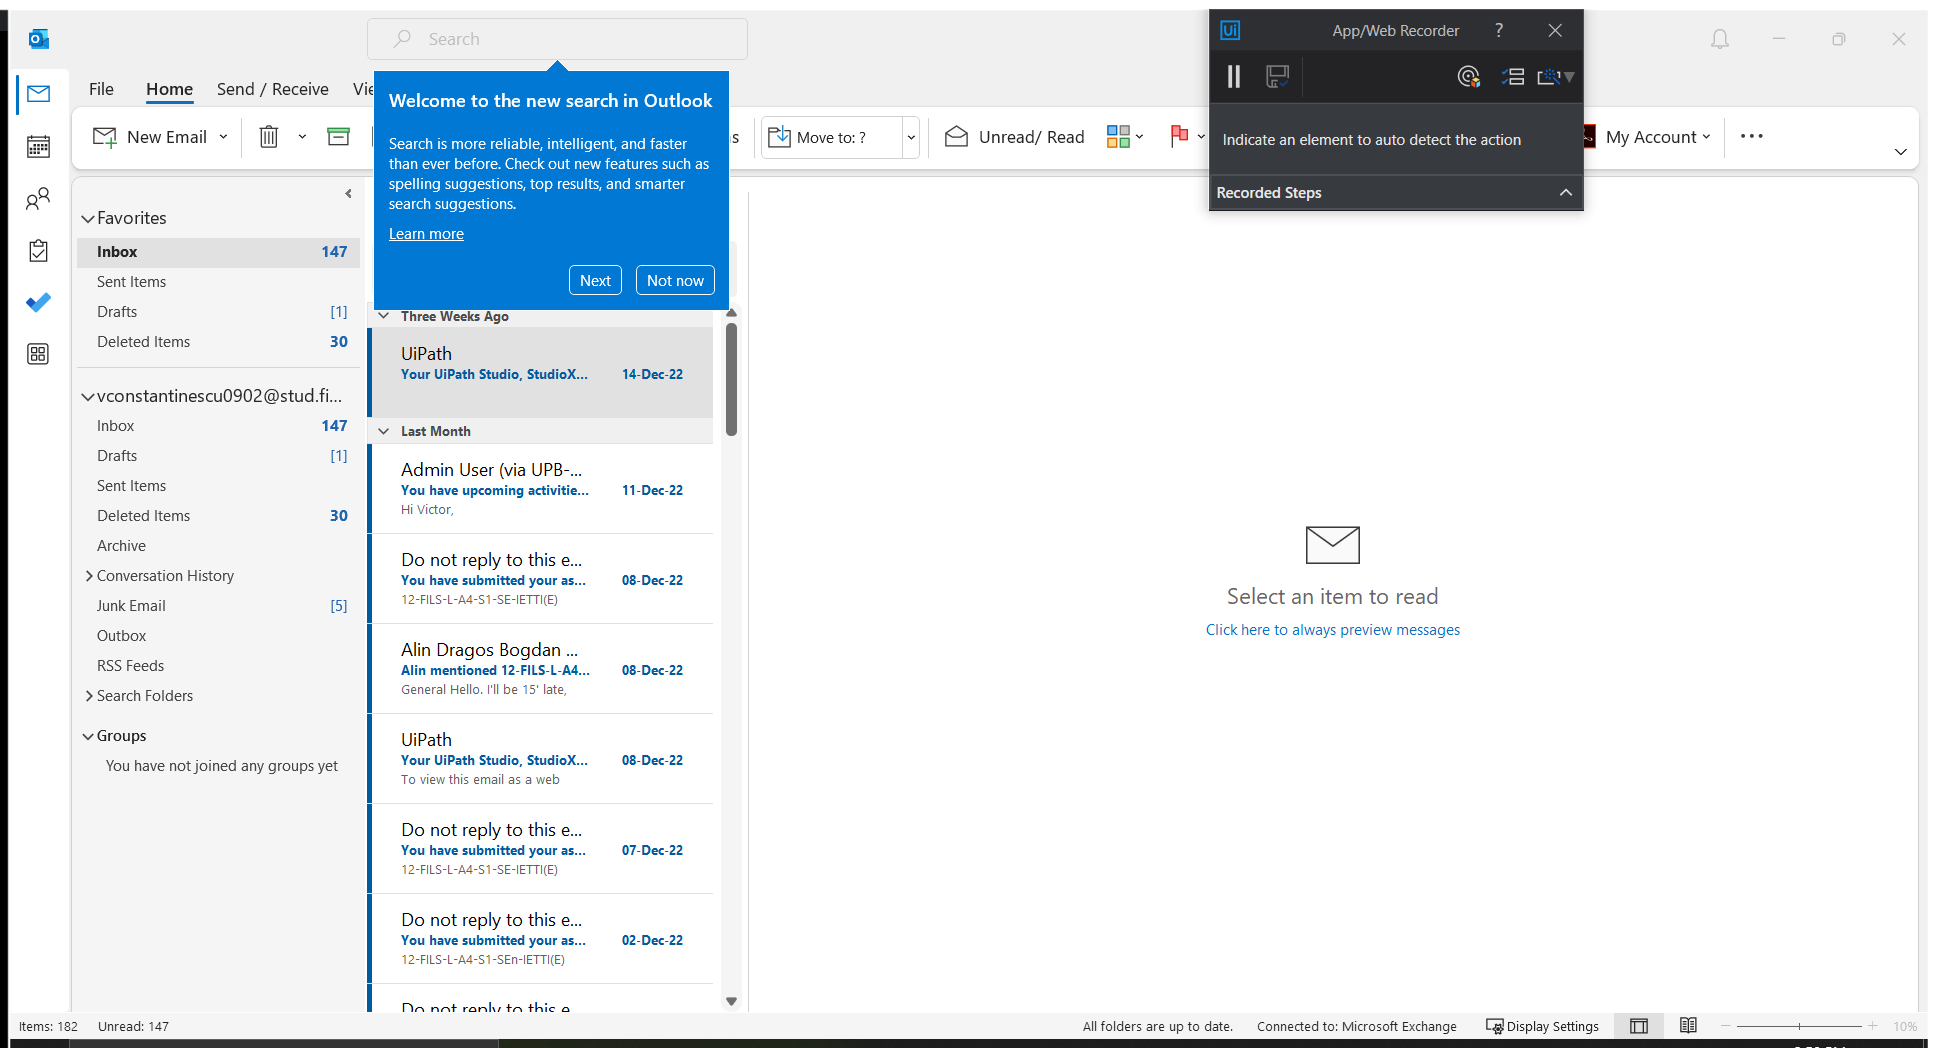 Search
App/Web Recorder ?
File Home Send / Receive
Welcome to the new search in Outlook
Search is more reliable, intelligent, and faster
than ever before. Check out new features such as
spelling suggestions, top results, and smarter
search suggestions.
Learn more
Next Not now
New Email
Move to: ?
Unread/ Read
My Account
Indicate an element to auto detect the action
Recorded Steps
Favorites
Inbox 147
Sent Items
Drafts [1]
Deleted Items 30
vconstantinescu0902@stud.fi...
Inbox 147
Drafts [1]
Sent Items
Deleted Items 30
Archive
Conversation History
Junk Email [5]
Outbox
RSS Feeds
Search Folders
Groups
You have not joined any groups yet
Three Weeks Ago
UiPath
Your UiPath Studio, StudioX... 14-Dec-22
Last Month
Admin User (via UPB-...
You have upcoming activitie... 11-Dec-22
Hi Victor,
Do not reply to this e...
You have submitted your as... 08-Dec-22
12-FILS-L-A4-S1-SE-IETTI(E)
Alin Dragos Bogdan ...
Alin mentioned 12-FILS-L-A4... 08-Dec-22
General Hello. I'll be 15' late,
UiPath
Your UiPath Studio, StudioX... 08-Dec-22
To view this email as a web
Do not reply to this e...
You have submitted your as... 07-Dec-22
12-FILS-L-A4-S1-SE-IETTI(E)
Do not reply to this e...
You have submitted your as... 02-Dec-22
12-FILS-L-A4-S1-SEn-IETTI(E)
Do not reply to this e
Select an item to read
Click here to always preview messages
Items: 182 Unread: 147
All folders are up to date. Connected to: Microsoft Exchange Display Settings 10%